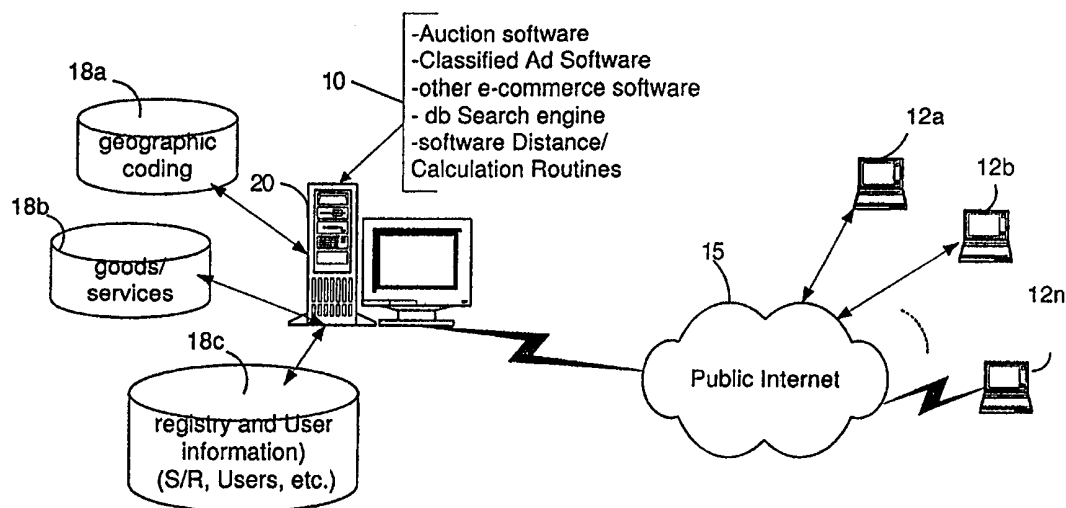 -Auction software
-Classified Ad Software
-other e-commerce software
- db Search engine
-software Distance/
Calculation Routines
10
18a
geographic
coding
20
18b
goods/
services
18c
registry and User
information)
(S/R, Users, etc.)
15
Public Internet
12a
12b
12n